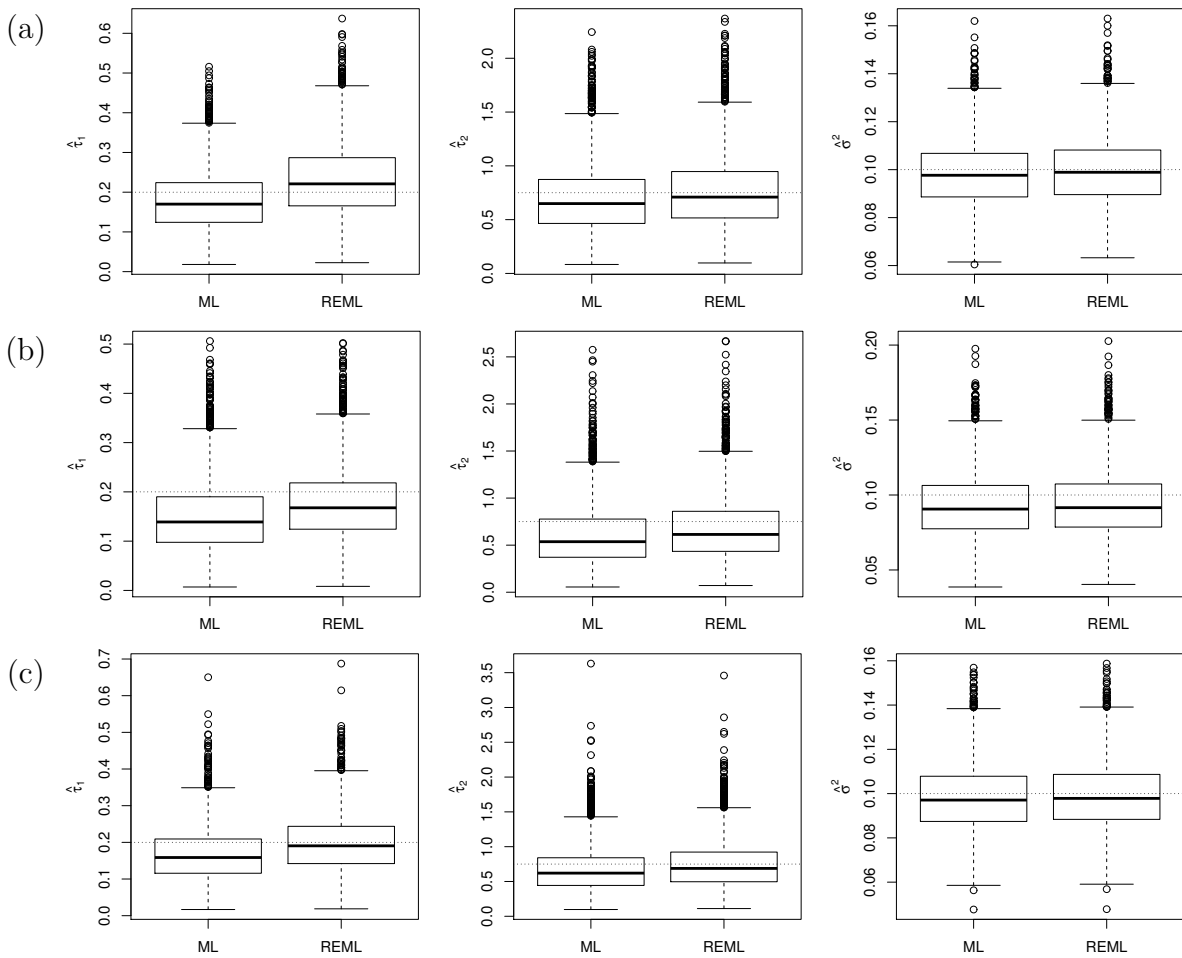 (a)
τ̂₁
0.0 0.1 0.2 0.3 0.4 0.5 0.6
ML REML
τ̂₂
0.0 0.5 1.0 1.5 2.0
ML REML
σ̂²
0.06 0.08 0.10 0.12 0.14 0.16
ML REML
(b)
τ̂₁
0.0 0.1 0.2 0.3 0.4 0.5
ML REML
τ̂₂
0.0 0.5 1.0 1.5 2.0 2.5
ML REML
σ̂²
0.05 0.10 0.15 0.20
ML REML
(c)
τ̂₁
0.0 0.1 0.2 0.3 0.4 0.5 0.6 0.7
ML REML
τ̂₂
0.0 0.5 1.0 1.5 2.0 2.5 3.0 3.5
ML REML
σ̂²
0.06 0.08 0.10 0.12 0.14 0.16
ML REML